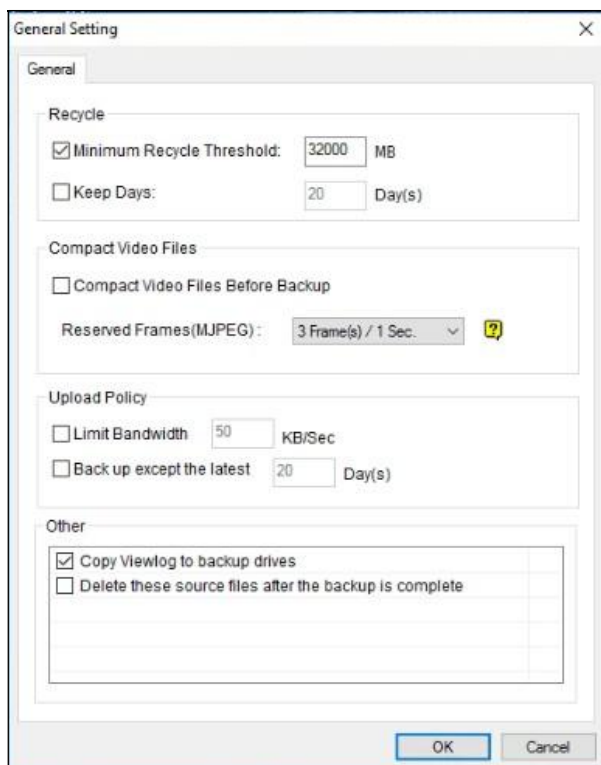 General Setting
General
Recycle
Minimum Recycle Threshold: 32000 MB
Keep Days: 20 Day(s)
Compact Video Files
Compact Video Files Before Backup
Reserved Frames(MJPEG) : 3 Frame(s) / 1 Sec. ?
Upload Policy
Limit Bandwidth 50 KB/Sec
Back up except the latest 20 Day(s)
Other
Copy Viewlog to backup drives
Delete these source files after the backup is complete
OK Cancel